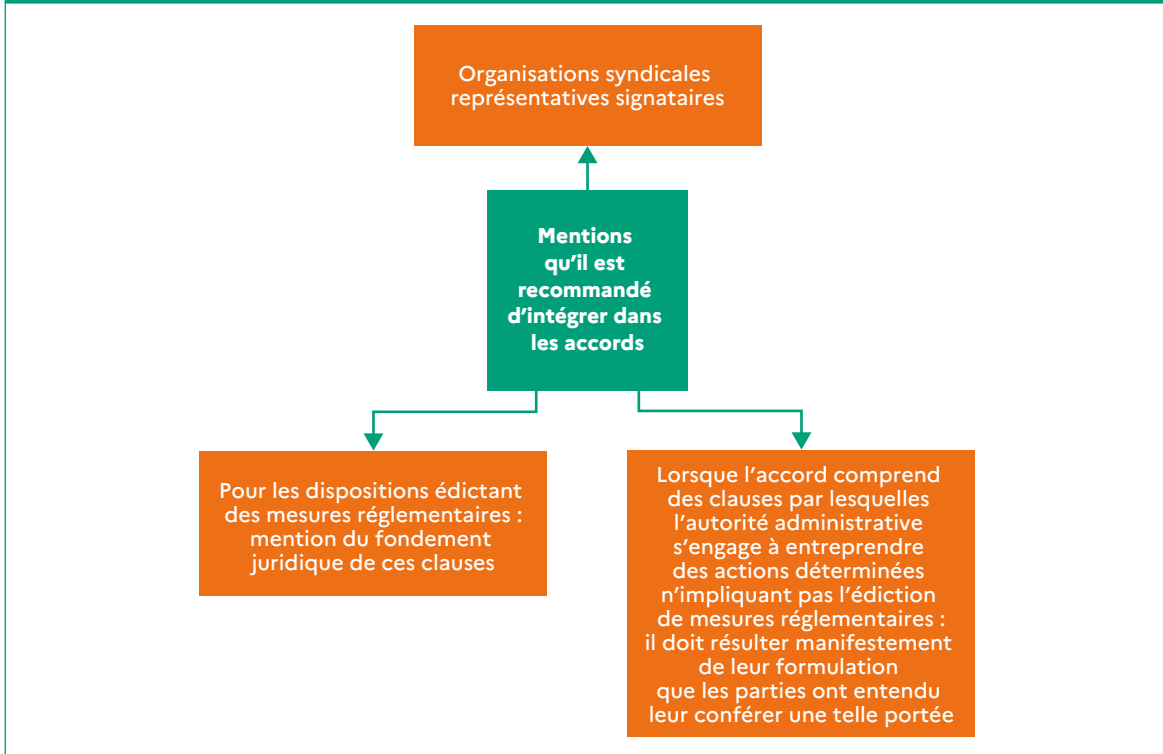 Organisations syndicales
représentatives signataires
Mentions
qu'il est
recommandé
d'intégrer dans
les accords
Pour les dispositions édictant
des mesures réglementaires :
mention du fondement
juridique de ces clauses
Lorsque l'accord comprend
des clauses par lesquelles
l'autorité administrative
s'engage à entreprendre
des actions déterminées
n'impliquant pas l'édiction
de mesures réglementaires :
il doit résulter manifestement
de leur formulation
que les parties ont entendu
leur conférer une telle portée